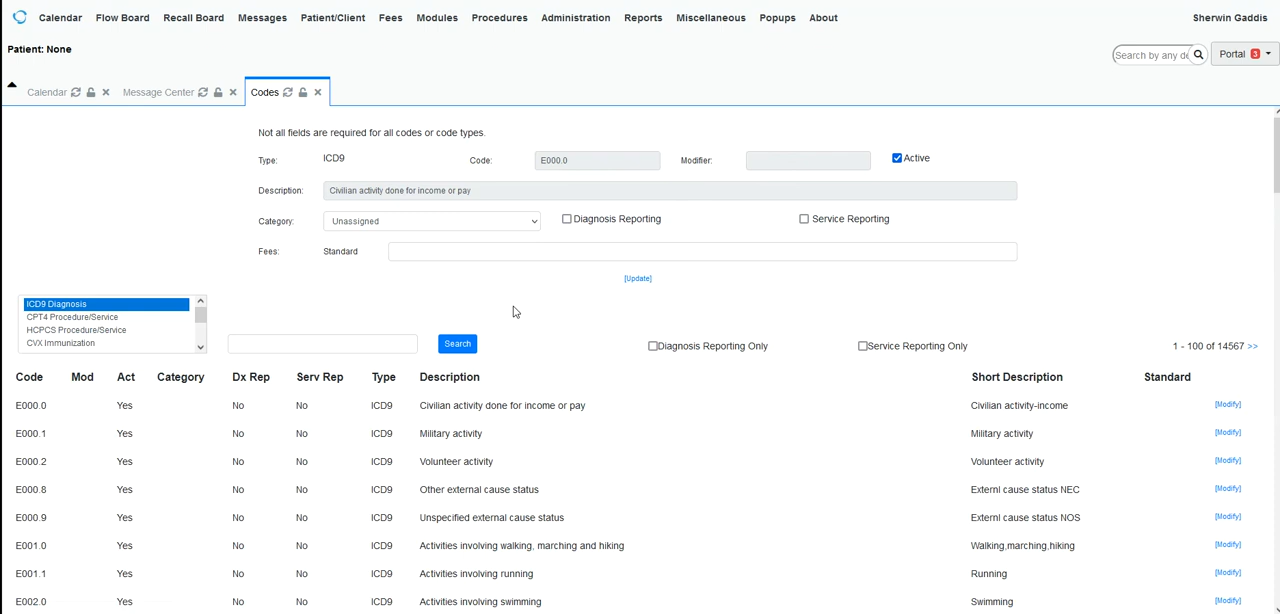 Calendar Flow Board Recall Board Messages Patient/Client Fees Modules Procedures Administration Reports Miscellaneous Popups About Sherwin Gaddis
Patient: None
Search by any de Portal 3
Calendar Message Center Codes
Not all fields are required for all codes or code types.
Type: ICD9 Code: E000.0 Modifier: Active
Description: Civilian activity done for income or pay
Category: Unassigned Diagnosis Reporting Service Reporting
Fees: Standard
[Update]
ICD9 Diagnosis
CPT4 Procedure/Service
HCPCS Procedure/Service
CVX Immunization
Search Diagnosis Reporting Only Service Reporting Only 1 - 100 of 14567 >>
Code Mod Act Category Dx Rep Serv Rep Type Description Short Description Standard
E000.0 Yes No No ICD9 Civilian activity done for income or pay Civilian activity-income [Modify]
E000.1 Yes No No ICD9 Military activity Military activity [Modify]
E000.2 Yes No No ICD9 Volunteer activity Volunteer activity [Modify]
E000.8 Yes No No ICD9 Other external cause status Externl cause status NEC [Modify]
E000.9 Yes No No ICD9 Unspecified external cause status Externl cause status NOS [Modify]
E001.0 Yes No No ICD9 Activities involving walking, marching and hiking Walking,marching,hiking [Modify]
E001.1 Yes No No ICD9 Activities involving running Running [Modify]
E002.0 Yes No No ICD9 Activities involving swimming Swimming [Modify]